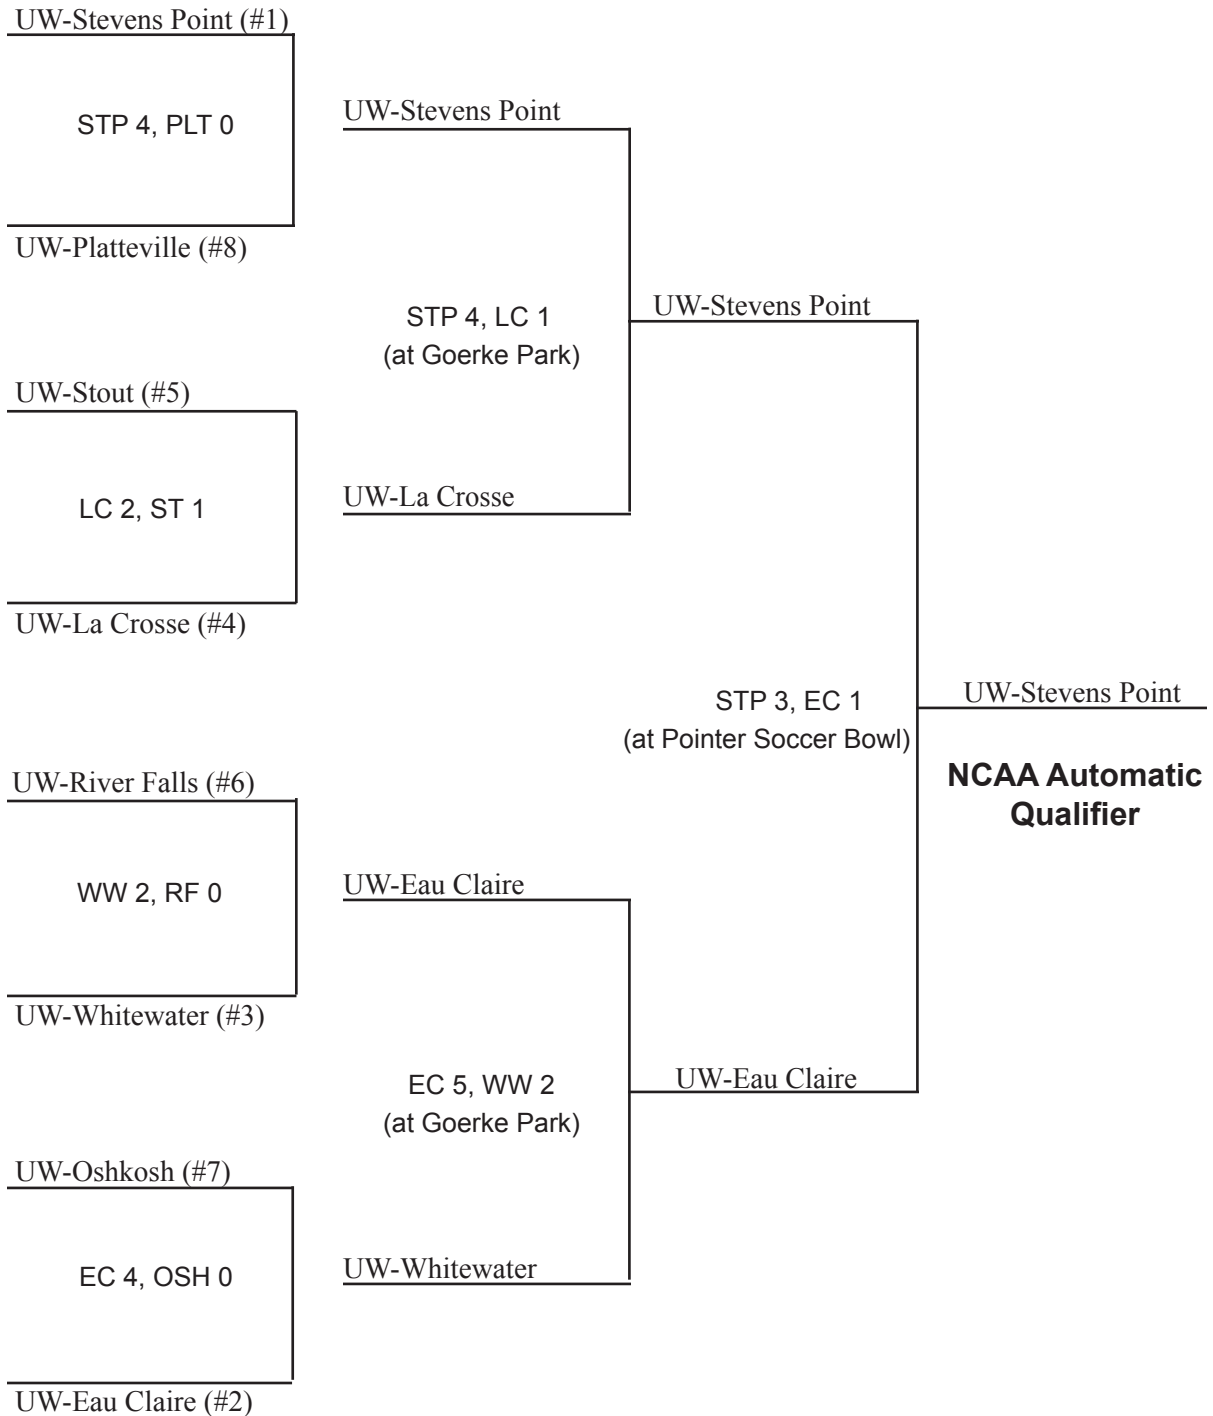 UW-Stevens Point (#1)
STP 4, PLT 0
UW-Platteville (#8)
UW-Stout (#5)
LC 2, ST 1
UW-La Crosse (#4)
UW-River Falls (#6)
WW 2, RF 0
UW-Whitewater (#3)
UW-Oshkosh (#7)
EC 4, OSH 0
UW-Eau Claire (#2)
UW-Stevens Point
STP 4, LC 1
(at Goerke Park)
UW-La Crosse
UW-Eau Claire
EC 5, WW 2
(at Goerke Park)
UW-Whitewater
UW-Stevens Point
STP 3, EC 1
(at Pointer Soccer Bowl)
UW-Eau Claire
UW-Stevens Point
NCAA Automatic
Qualifier